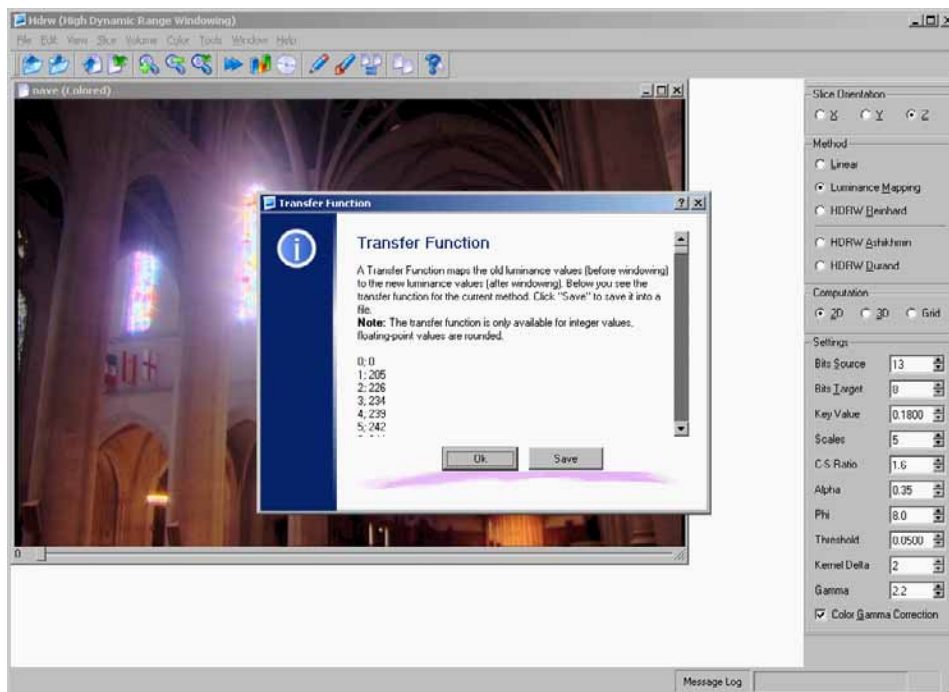 Hdrw (High Dynamic Range Windowing)
File Edit View Slice Volume Color Tools Window Help
nave (Colored)
Slice Orientation
X Y Z
Method
Linear
Luminance Mapping
HDRW Reinhard
HDRW Ashikhmin
HDRW Durand
Computation
2D 3D Grid
Settings
Bits Source 13
Bits Target 8
Key Value 0.1800
Scales 5
C-S Ratio 1.6
Alpha 0.35
Phi 8.0
Threshold 0.0500
Kernel Delta 2
Gamma 2.2
Color Gamma Correction
Transfer Function
Transfer Function
A Transfer Function maps the old luminance values (before windowing)
to the new luminance values (after windowing). Below you see the
transfer function for the current method. Click "Save" to save it into a
file.
Note: The transfer function is only available for integer values,
floating-point values are rounded.
0; 0
1; 205
2; 226
3; 234
4; 239
5; 242
Ok
Save
0
Message Log